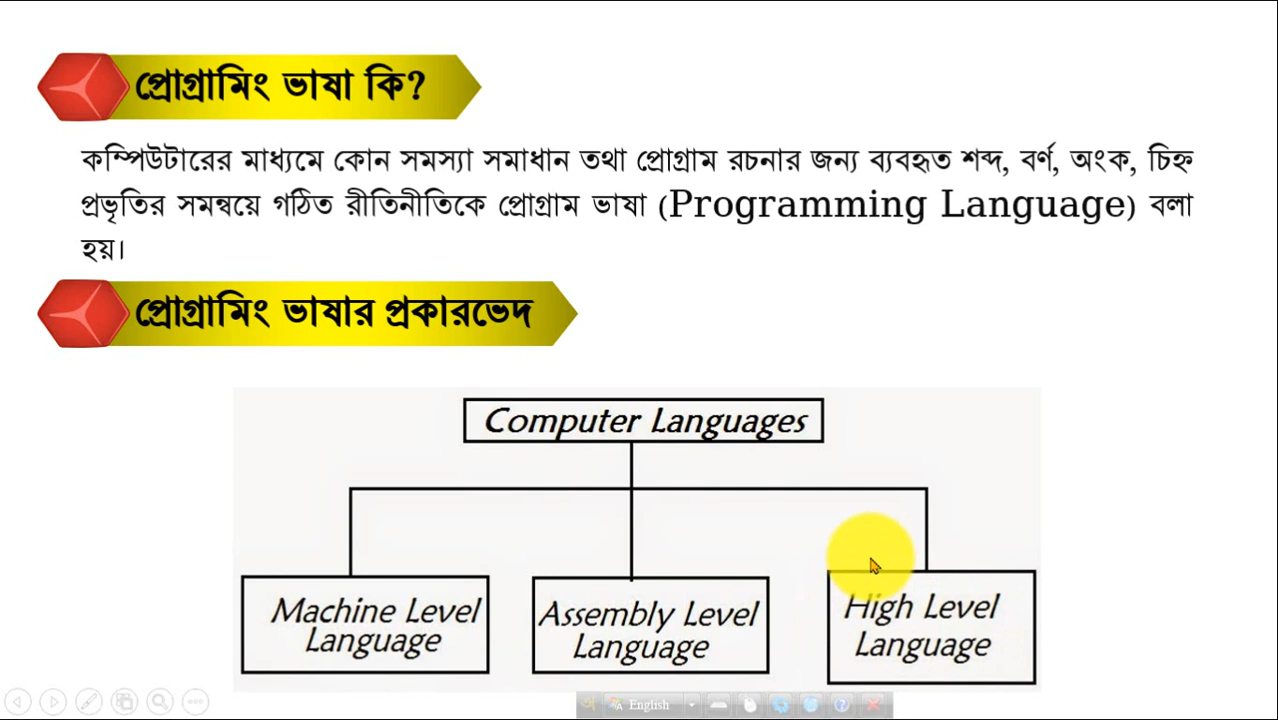 প্রোগ্রামিং ভাষা কি?
কম্পিউটারের মাধ্যমে কোন সমস্যা সমাধান তথা প্রোগ্রাম রচনার জন্য ব্যবহৃত শব্দ, বর্ণ, অংক, চিহ্ন
প্রভৃতির সমন্বয়ে গঠিত রীতিনীতিকে প্রোগ্রাম ভাষা (Programming Language) বলা
হয়।
প্রোগ্রামিং ভাষার প্রকারভেদ
Computer Languages
Machine Level
Language
Assembly Level
Language
High Level
Language
English